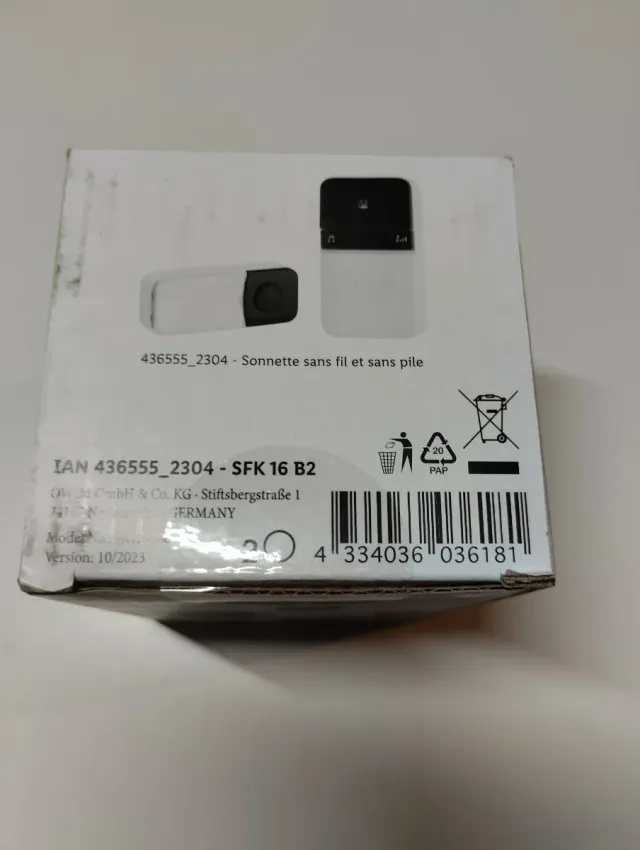 436555_2304 - Sonnette sans fil et sans pile
20
PAP
IAN 436555_2304 - SFK 16 B2
GmbH & Co. KG · Stiftsbergstraße 1
GERMANY
Version: 10/2023
2
4 334036 036181